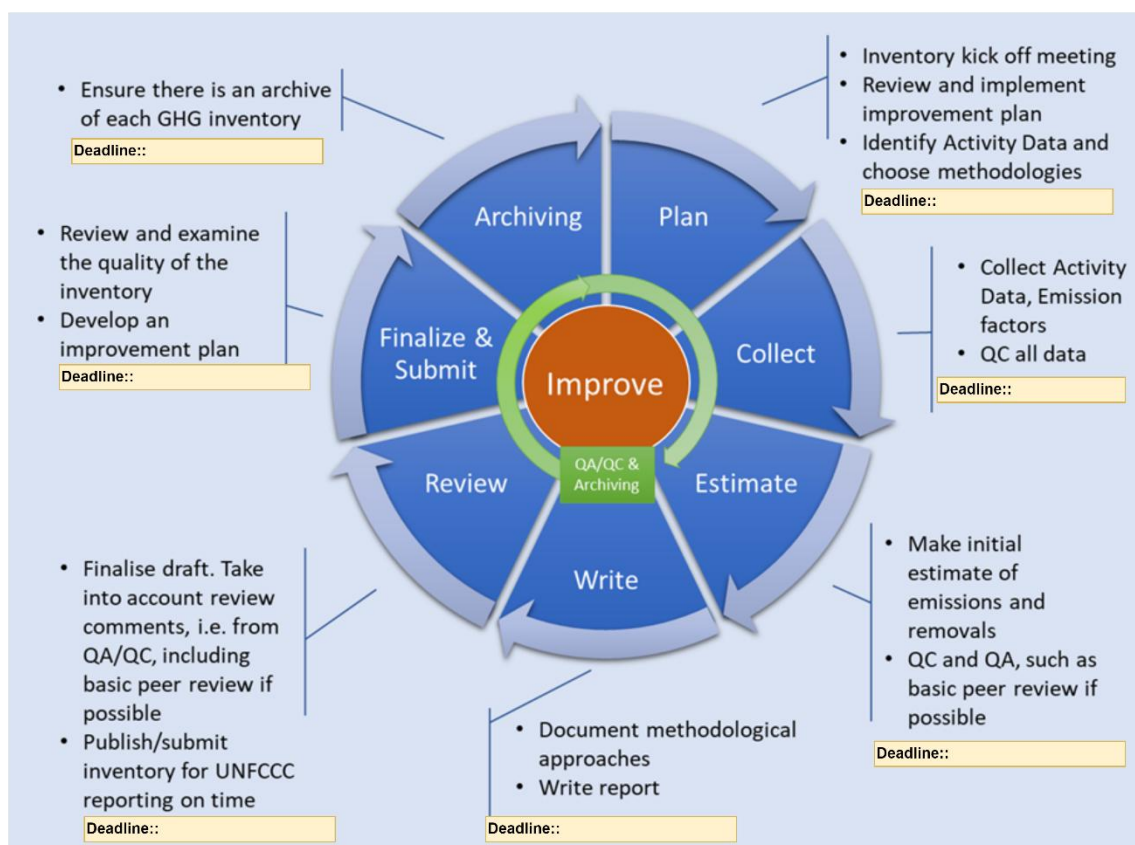 • Ensure there is an archive
of each GHG inventory
Deadline::
• Inventory kick off meeting
• Review and implement
improvement plan
• Identify Activity Data and
choose methodologies
Deadline::
• Review and examine
the quality of the
inventory
• Develop an
improvement plan
Deadline::
• Collect Activity
Data, Emission
factors
• QC all data
Deadline::
Archiving
Plan
Finalize &
Submit
Collect
Improve
Review
QA/QC &
Archiving
Estimate
Write
• Finalise draft. Take
into account review
comments, i.e. from
QA/QC, including
basic peer review if
possible
• Publish/submit
inventory for UNFCCC
reporting on time
Deadline::
• Document methodological
approaches
• Write report
Deadline::
• Make initial
estimate of
emissions and
removals
• QC and QA, such as
basic peer review if
possible
Deadline::